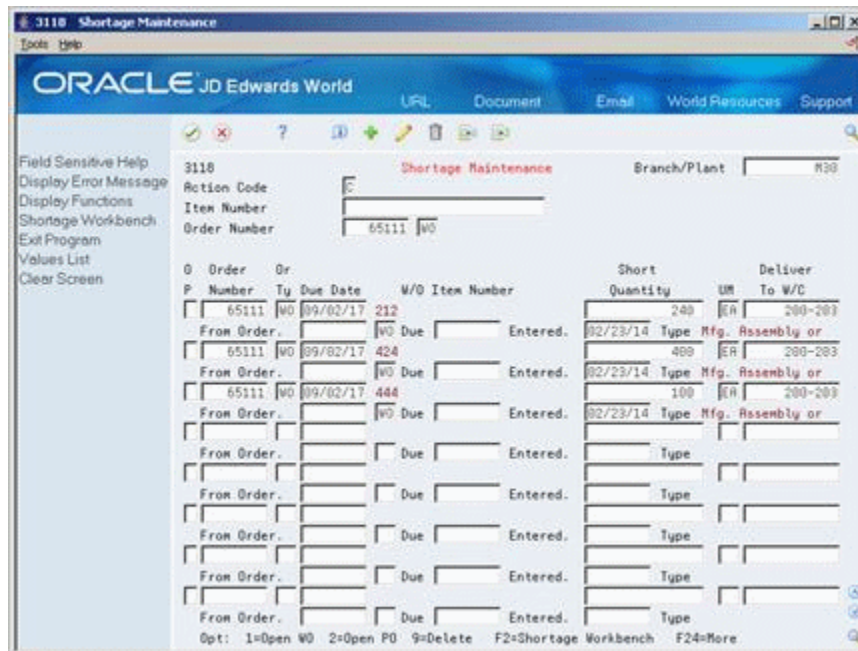 3110 Shortage Maintenance
Tools Help
ORACLE JD Edwards World
URL Document Email World Resources Support
Field Sensitive Help
Display Error Message
Display Functions
Shortage Workbench
Exit Program
Values List
Clear Screen
3110 Shortage Maintenance Branch/Plant M30
Action Code C
Item Number
Order Number 65111 WO
O Order Or Short Deliver
P Number Ty Due Date W/O Item Number Quantity UM To W/C
65111 WO 09/02/17 212 240 EA 200-203
From Order. WO Due Entered. 02/23/14 Type Mfg. Assembly or
65111 WO 09/02/17 424 400 EA 200-203
From Order. WO Due Entered. 02/23/14 Type Mfg. Assembly or
65111 WO 09/02/17 444 100 EA 200-203
From Order. WO Due Entered. 02/23/14 Type Mfg. Assembly or
From Order. Due Entered. Type
From Order. Due Entered. Type
From Order. Due Entered. Type
From Order. Due Entered. Type
From Order. Due Entered. Type
Opt: 1=Open WO 2=Open PO 9=Delete F2=Shortage Workbench F24=More